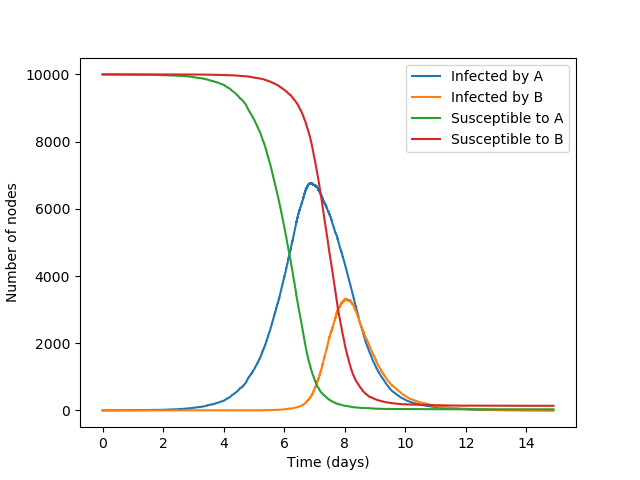 Infected by A
Infected by B
Susceptible to A
Susceptible to B
10000
8000
6000
4000
2000
0
Number of nodes
0 2 4 6 8 10 12 14
Time (days)